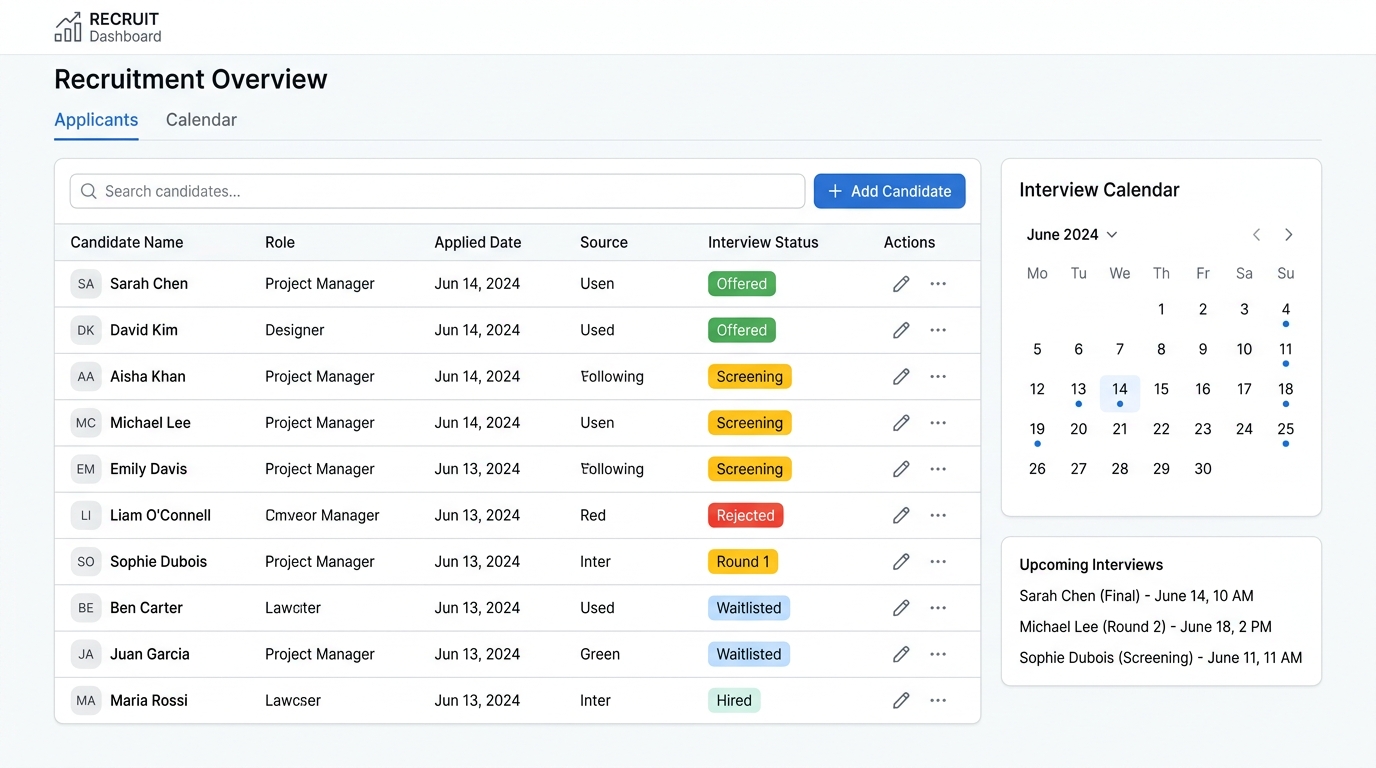 RECRUIT
Dashboard
Recruitment Overview
Applicants Calendar
Search candidates...
+ Add Candidate
Candidate Name Role Applied Date Source Interview Status Actions
SA Sarah Chen Project Manager Jun 14, 2024 Usen Offered
DK David Kim Designer Jun 14, 2024 Used Offered
AA Aisha Khan Project Manager Jun 14, 2024 Following Screening
MC Michael Lee Project Manager Jun 14, 2024 Usen Screening
EM Emily Davis Project Manager Jun 13, 2024 Following Screening
LI Liam O'Connell Manager Jun 13, 2024 Red Rejected
SO Sophie Dubois Project Manager Jun 13, 2024 Inter Round 1
BE Ben Carter Jun 13, 2024 Used Waitlisted
JA Juan Garcia Project Manager Jun 13, 2024 Green Waitlisted
MA Maria Rossi Jun 13, 2024 Inter Hired
Interview Calendar
June 2024
Mo Tu We Th Fr Sa Su
1 2 3 4
5 6 7 8 9 10 11
12 13 14 15 16 17 18
19 20 21 22 23 24 25
26 27 28 29 30
Upcoming Interviews
Sarah Chen (Final) - June 14, 10 AM
Michael Lee (Round 2) - June 18, 2 PM
Sophie Dubois (Screening) - June 11, 11 AM